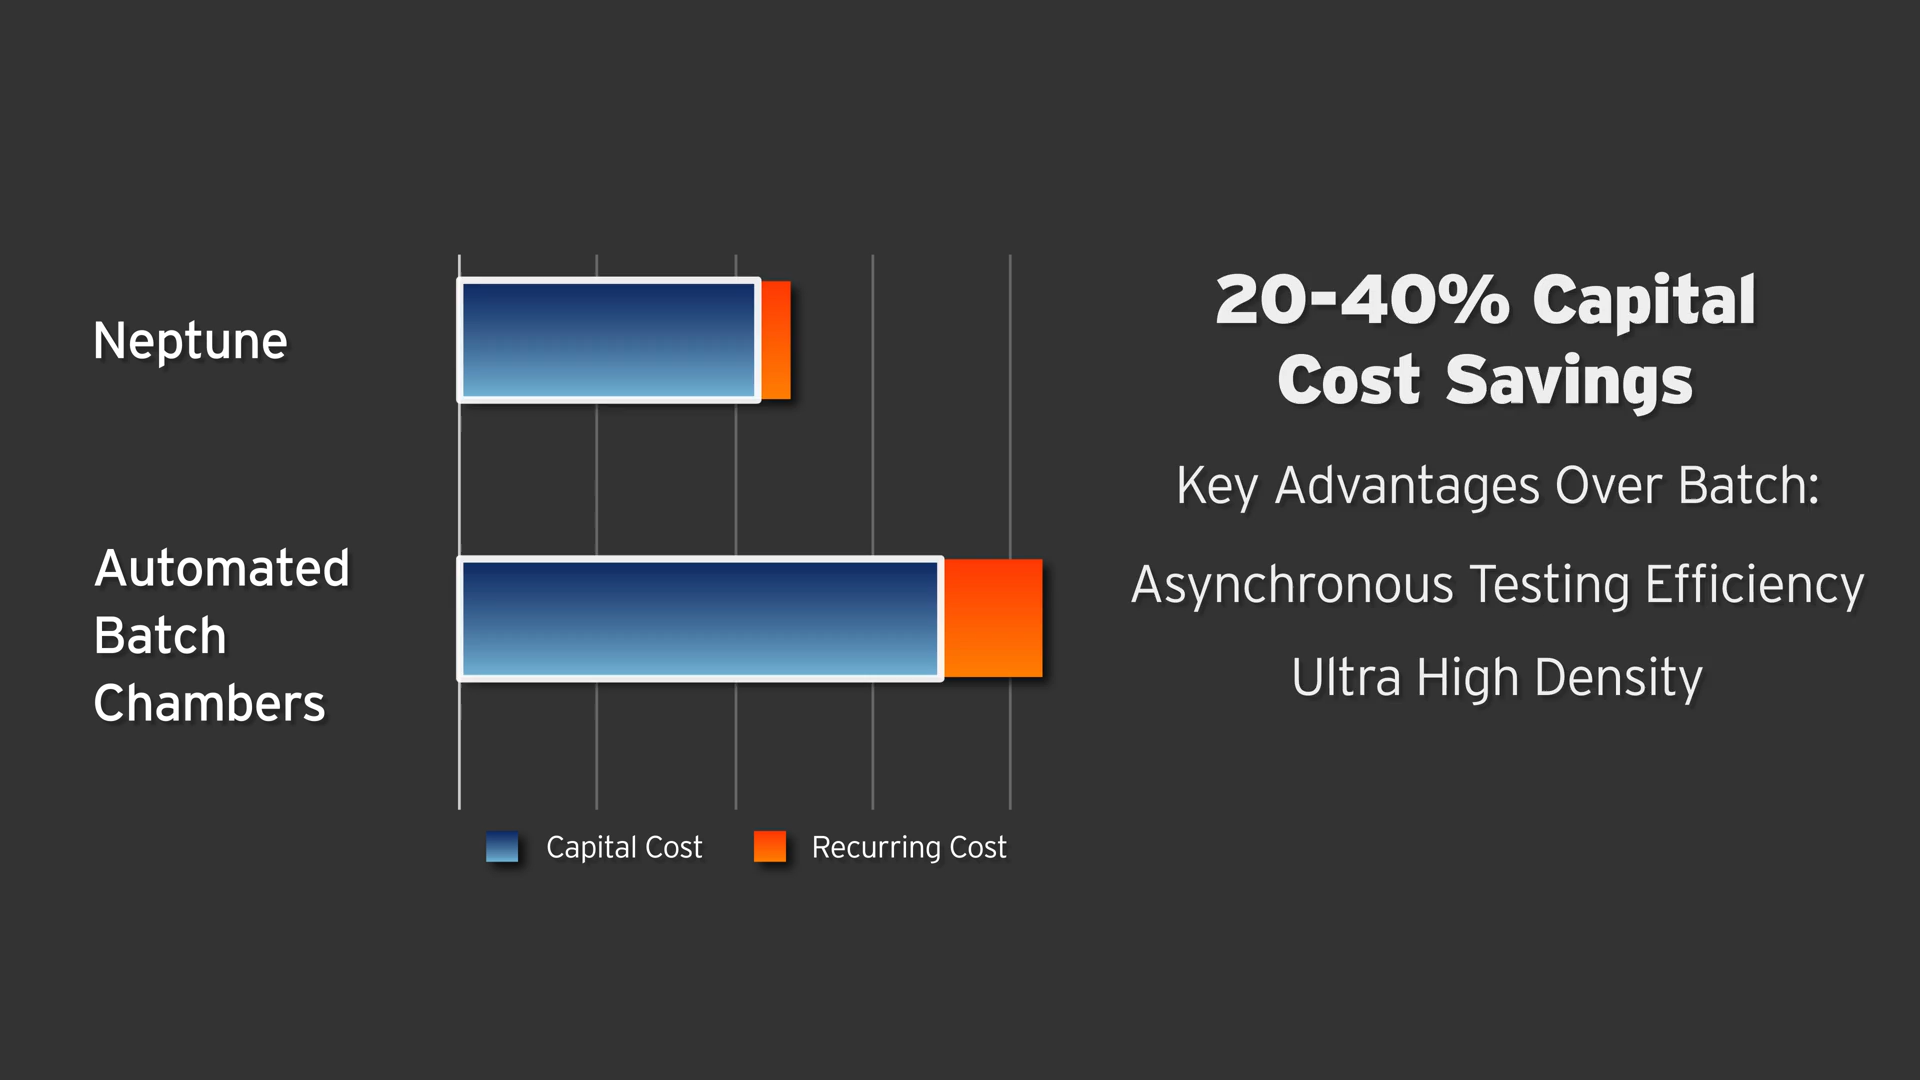 Neptune
Automated
Batch
Chambers
Capital Cost
Recurring Cost
20-40% Capital
Cost Savings
Key Advantages Over Batch:
Asynchronous Testing Efficiency
Ultra High Density